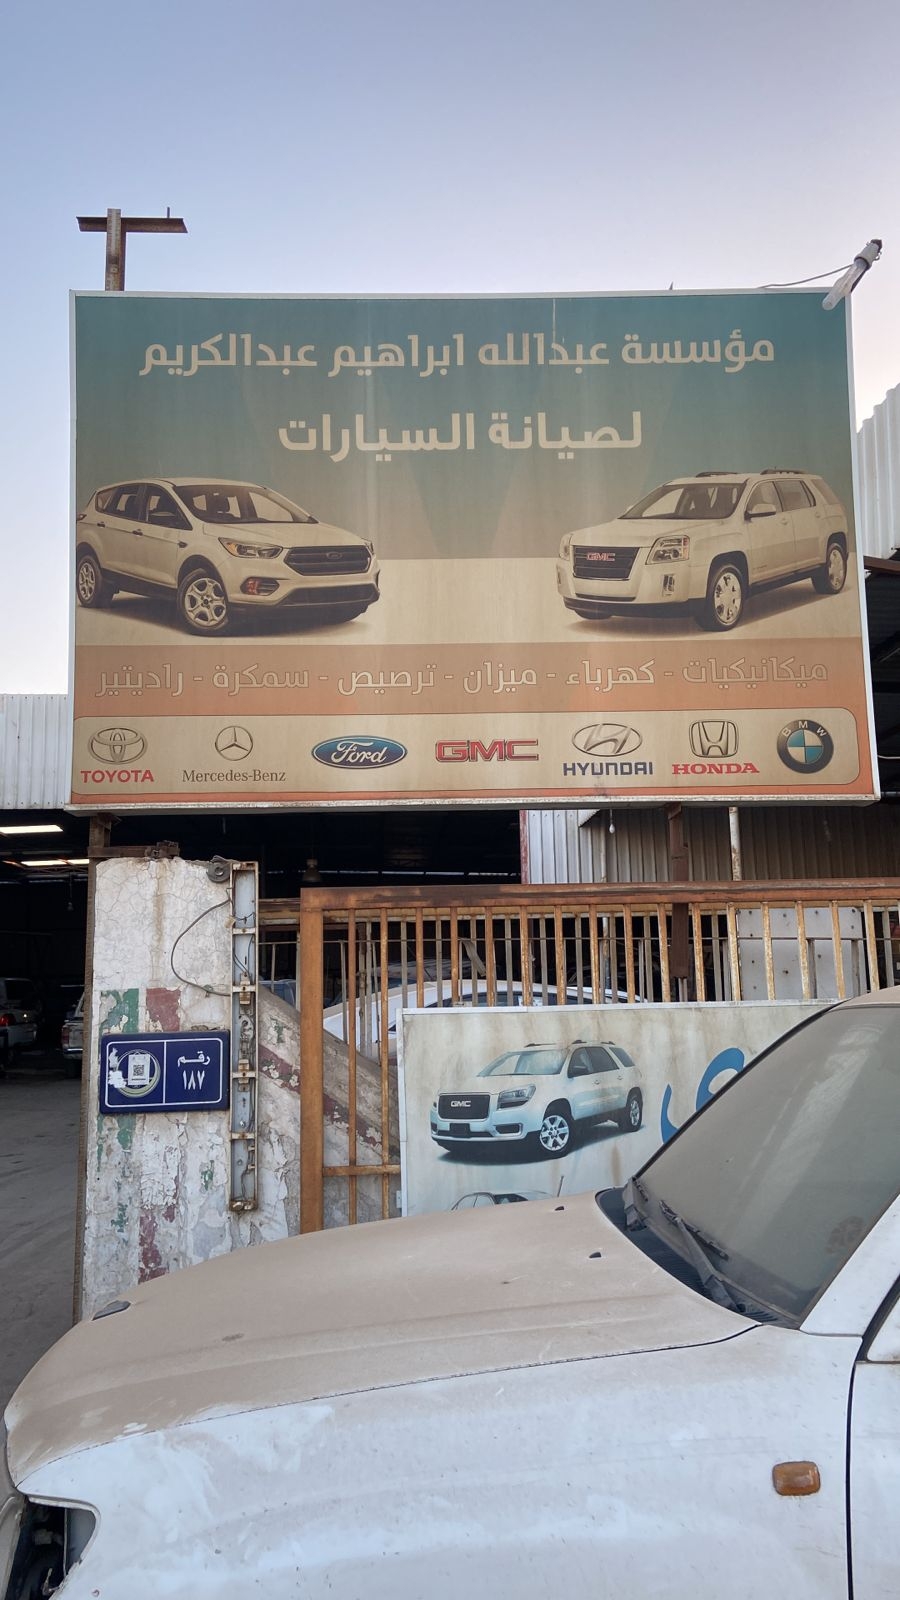 مؤسسة عبدالله ابراهيم عبدالكريم
لصيانة السيارات
GMC
ميكانيكيات - كهرباء - ميزان - ترصيص - سمكرة - راديتير
TOYOTA Mercedes-Benz Ford GMC HYUNDAI HONDA BMW
رقم
١٨٧
GMC